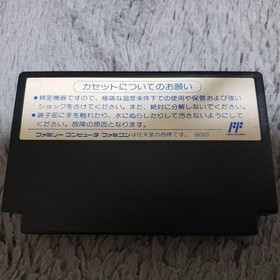 カセットについてのお願い
●精密機器ですので、極端な温度条件下での使用や保管および強い
ショックをさけてください。また、絶対に分解しないでください。
●端子部に手を触れたり、水にぬらしたりして汚さないようにして
ください。故障の原因となります。
ファミリーコンピュータ ファミコンは任天堂の商標です。
FF